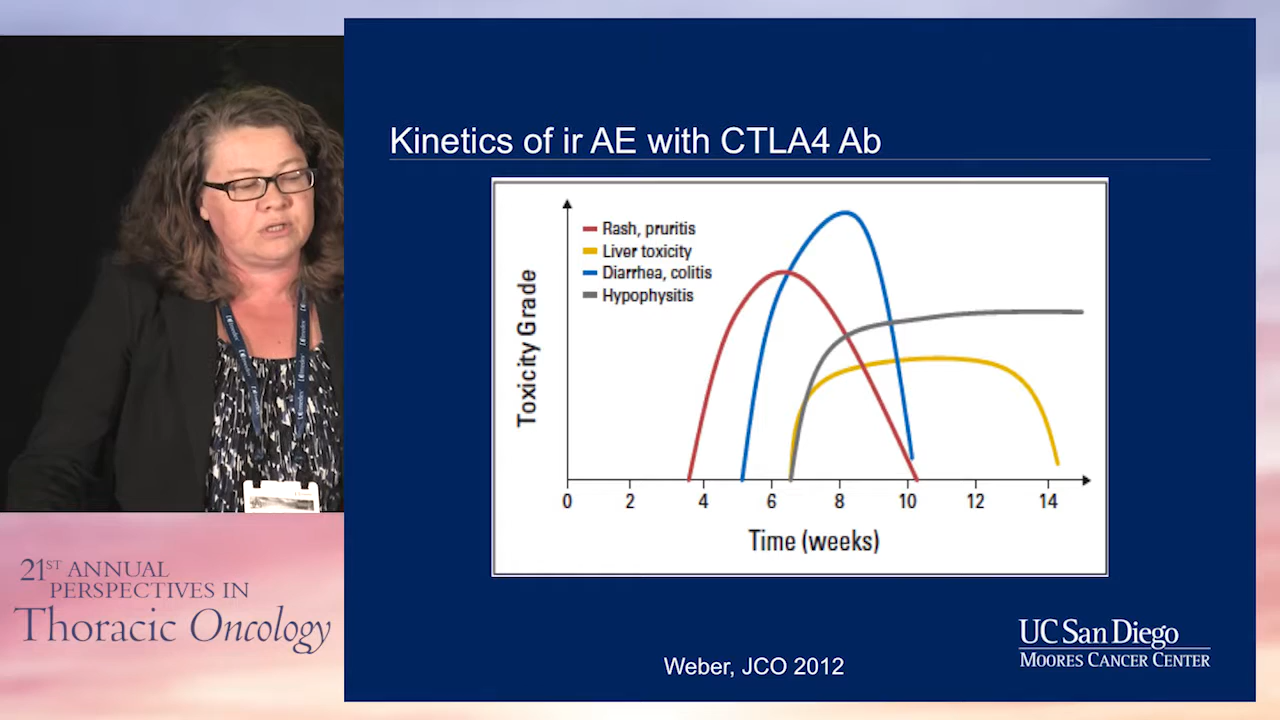 Kinetics of ir AE with CTLA4 Ab
Rash, pruritis
Liver toxicity
Diarrhea, colitis
Hypophysitis
Toxicity Grade
0 2 4 6 8 10 12 14
Time (weeks)
Weber, JCO 2012
UC San Diego
MOORES CANCER CENTER
21ST ANNUAL
PERSPECTIVES IN
Thoracic Oncology